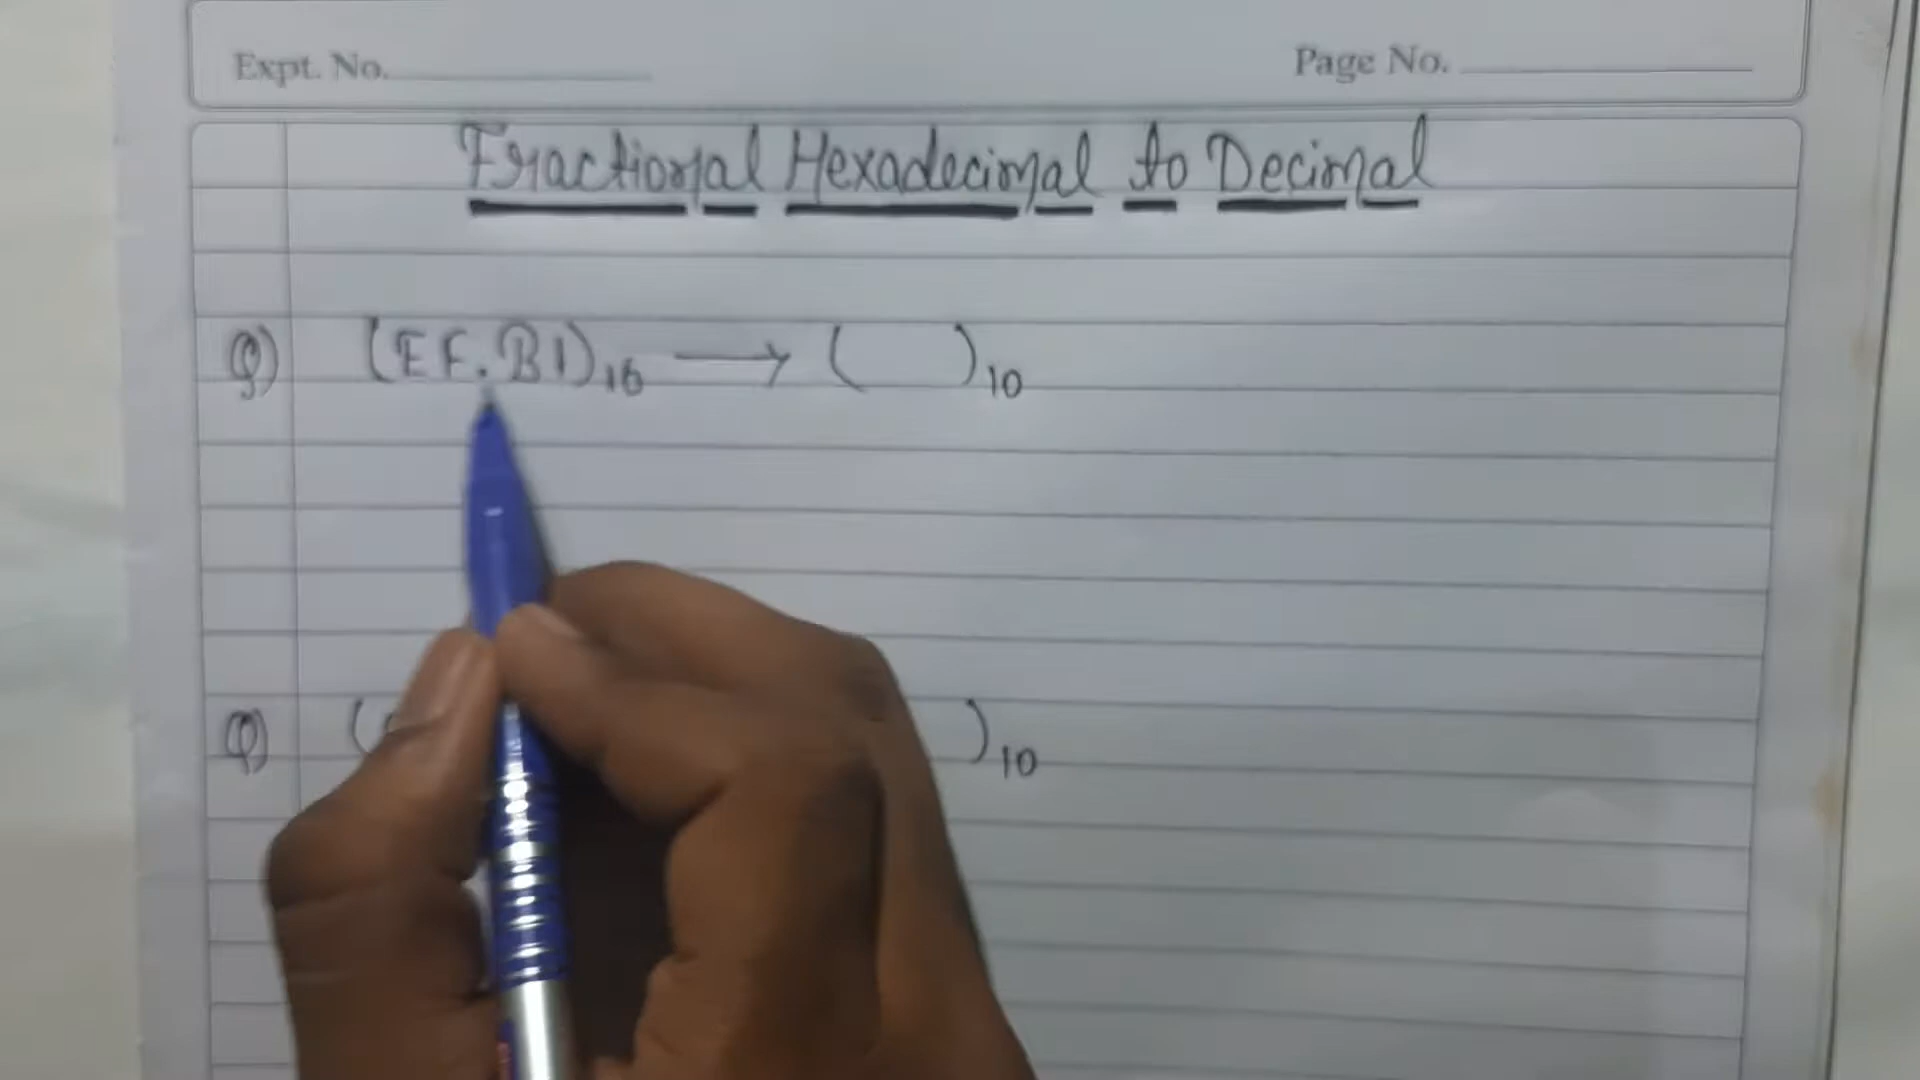 Expt. No.
Page No.
Fractional Hexadecimal to Decimal
Q) (EF.B1)₁₆ → ( )₁₀
Q) ( )₁₀